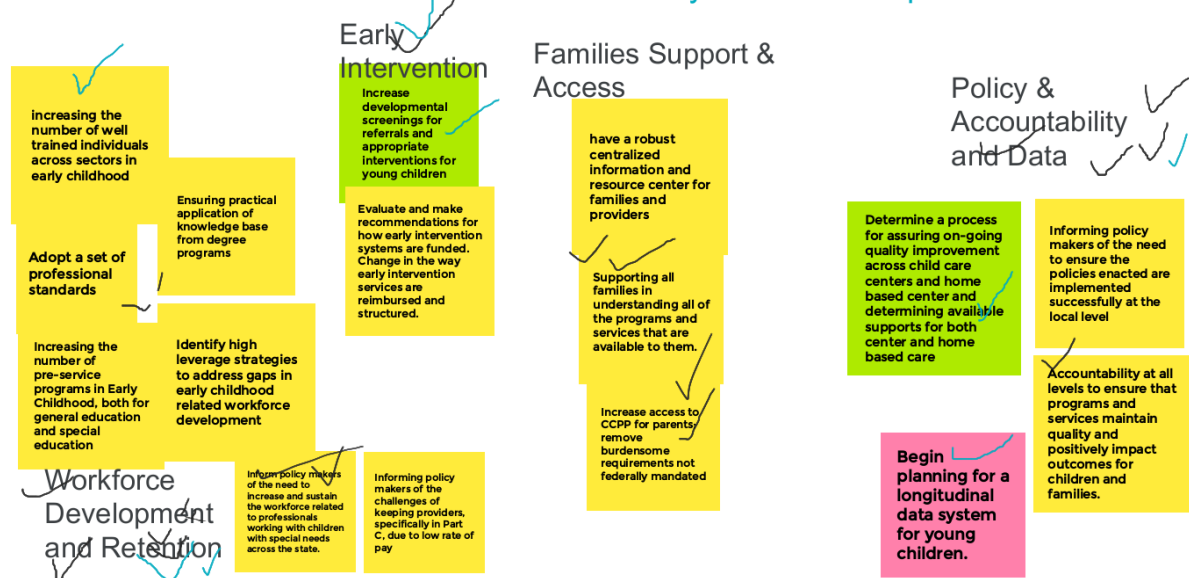 Early
Intervention
Families Support &
Access
Policy &
Accountability
and Data
increasing the
number of well
trained individuals
across sectors in
early childhood
Ensuring practical
application of
knowledge base
from degree
programs
Adopt a set of
professional
standards
Increasing the
number of
pre-service
programs in Early
Childhood, both for
general education
and special
education
Identify high
leverage strategies
to address gaps in
early childhood
related workforce
development
Workforce
Development
and Retention
Inform policy makers
of the need to
increase and sustain
the workforce related
to professionals
working with children
with special needs
across the state.
Informing policy
makers of the
challenges of
keeping providers,
specifically in Part
C, due to low rate of
pay
Increase
developmental
screenings for
referrals and
appropriate
interventions for
young children
Evaluate and make
recommendations for
how early intervention
systems are funded.
Change in the way
early intervention
services are
reimbursed and
structured.
have a robust
centralized
information and
resource center for
families and
providers
Supporting all
families in
understanding all of
the programs and
services that are
available to them.
Increase access to
CCPP for parents;
remove
burdensome
requirements not
federally mandated
Determine a process
for assuring on-going
quality improvement
across child care
centers and home
based center and
determining available
supports for both
center and home
based care
Informing policy
makers of the need
to ensure the
policies enacted are
implemented
successfully at the
local level
Accountability at all
levels to ensure that
programs and
services maintain
quality and
positively impact
outcomes for
children and
families.
Begin
planning for a
longitudinal
data system
for young
children.